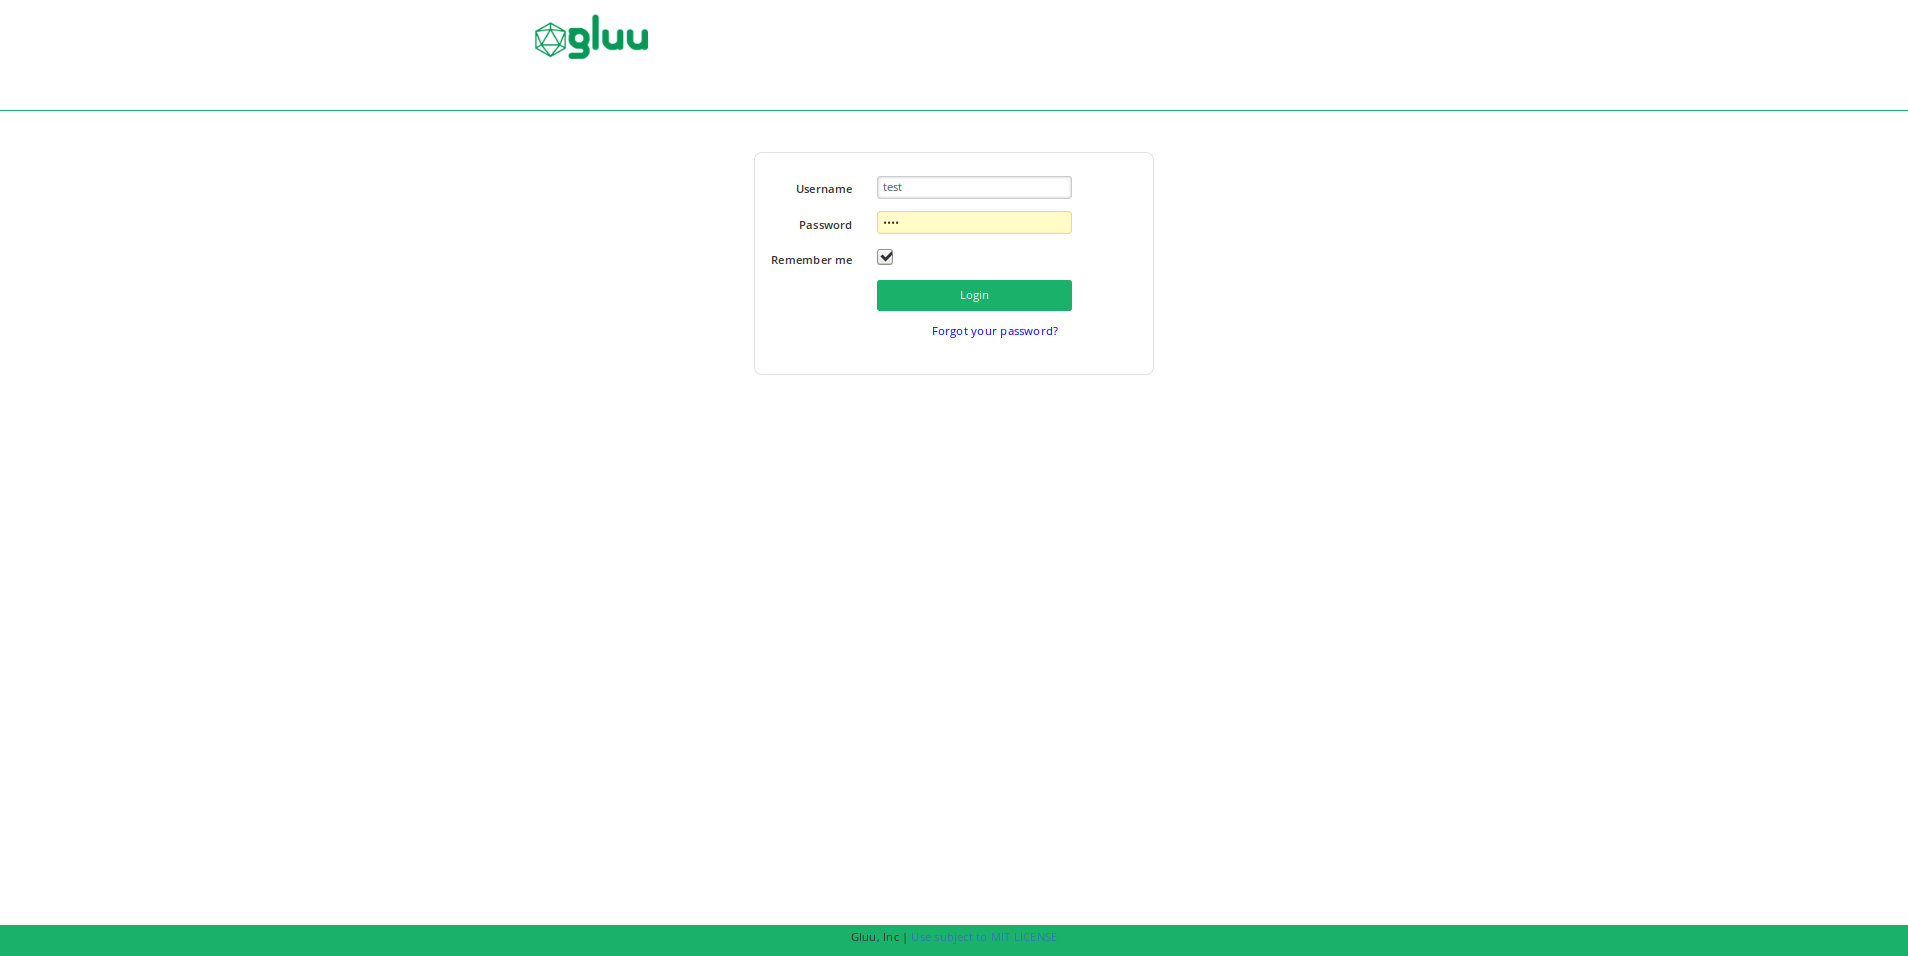 gluu
Username test
Password ••••
Remember me
Login
Forgot your password?
Gluu, Inc | Use subject to MIT LICENSE